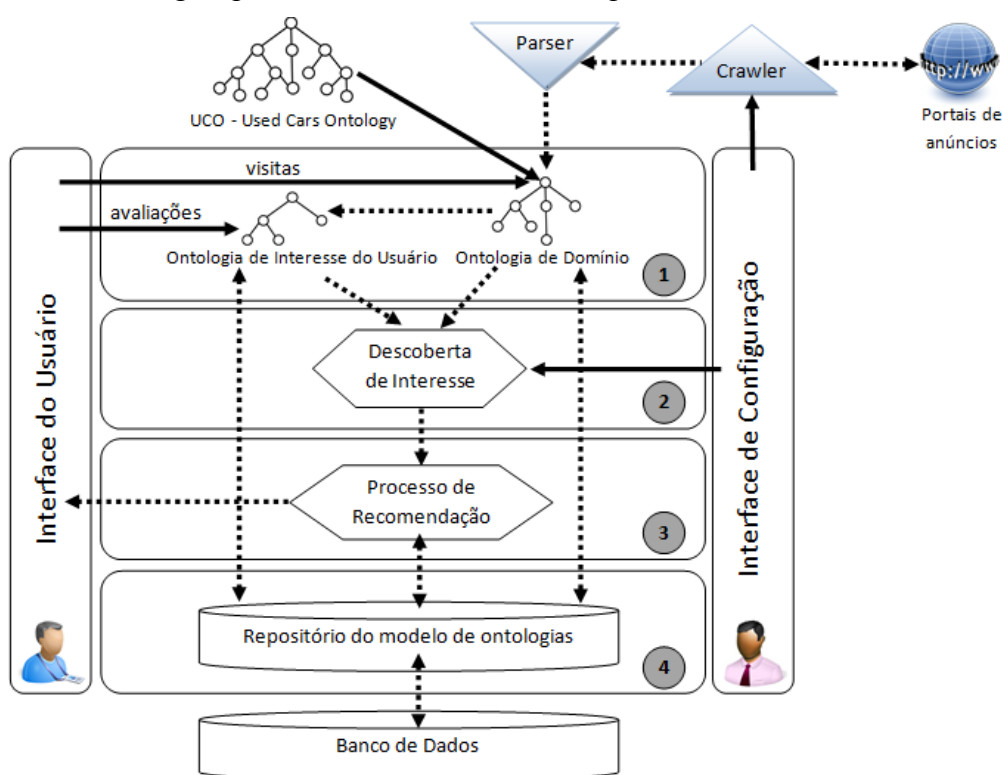 Parser
Crawler
http://ww
UCO - Used Cars Ontology
Portais de
anúncios
visitas
avaliações
Ontologia de Interesse do Usuário
Ontologia de Domínio
1
Interface do Usuário
Interface de Configuração
Descoberta
de Interesse
2
Processo de
Recomendação
3
Repositório do modelo de ontologias
4
Banco de Dados